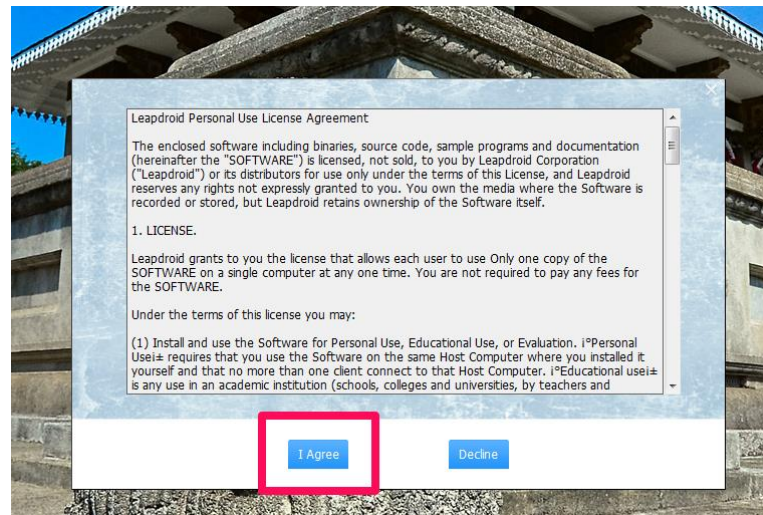 Leapdroid Personal Use License Agreement
The enclosed software including binaries, source code, sample programs and documentation
(hereinafter the "SOFTWARE") is licensed, not sold, to you by Leapdroid Corporation
("Leapdroid") or its distributors for use only under the terms of this License, and Leapdroid
reserves any rights not expressly granted to you. You own the media where the Software is
recorded or stored, but Leapdroid retains ownership of the Software itself.
1. LICENSE.
Leapdroid grants to you the license that allows each user to use Only one copy of the
SOFTWARE on a single computer at any one time. You are not required to pay any fees for
the SOFTWARE.
Under the terms of this license you may:
(1) Install and use the Software for Personal Use, Educational Use, or Evaluation. i°Personal
Usei± requires that you use the Software on the same Host Computer where you installed it
yourself and that no more than one client connect to that Host Computer. i°Educational usei±
is any use in an academic institution (schools, colleges and universities, by teachers and
I Agree
Decline